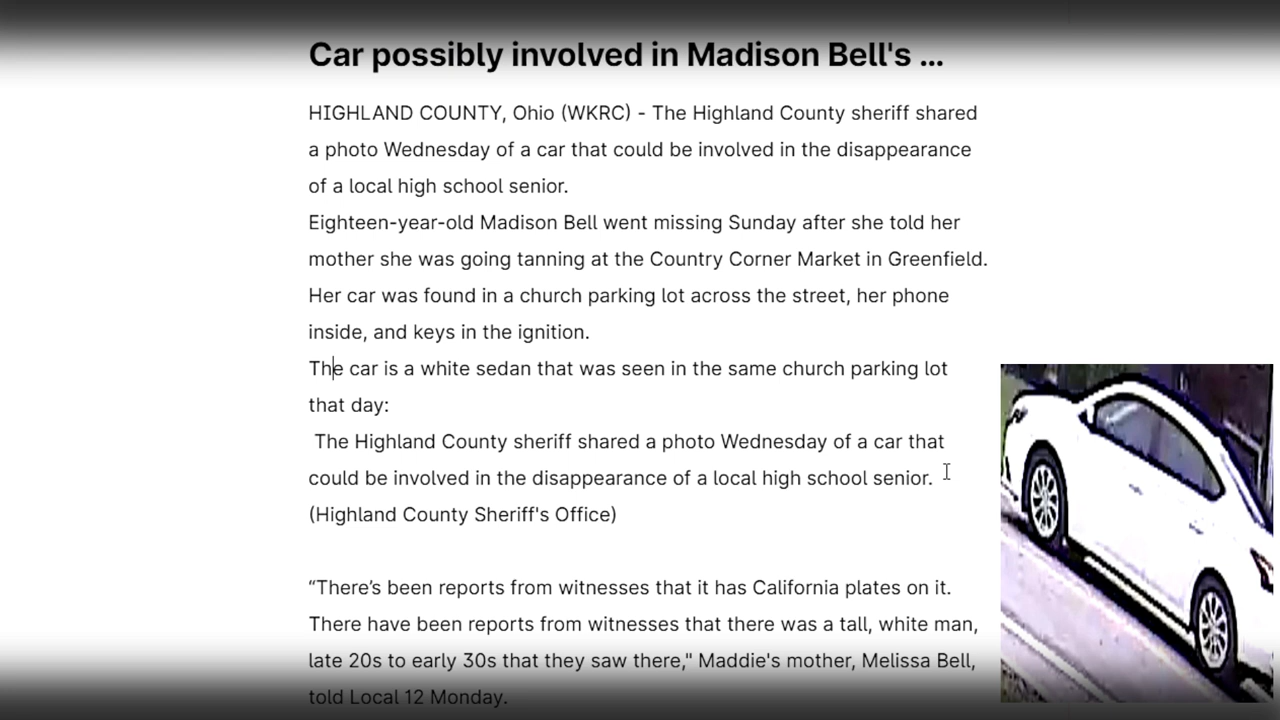 Car possibly involved in Madison Bell's ...
HIGHLAND COUNTY, Ohio (WKRC) - The Highland County sheriff shared
a photo Wednesday of a car that could be involved in the disappearance
of a local high school senior.
Eighteen-year-old Madison Bell went missing Sunday after she told her
mother she was going tanning at the Country Corner Market in Greenfield.
Her car was found in a church parking lot across the street, her phone
inside, and keys in the ignition.
The car is a white sedan that was seen in the same church parking lot
that day:
The Highland County sheriff shared a photo Wednesday of a car that
could be involved in the disappearance of a local high school senior.
(Highland County Sheriff's Office)
“There’s been reports from witnesses that it has California plates on it.
There have been reports from witnesses that there was a tall, white man,
late 20s to early 30s that they saw there," Maddie's mother, Melissa Bell,
told Local 12 Monday.